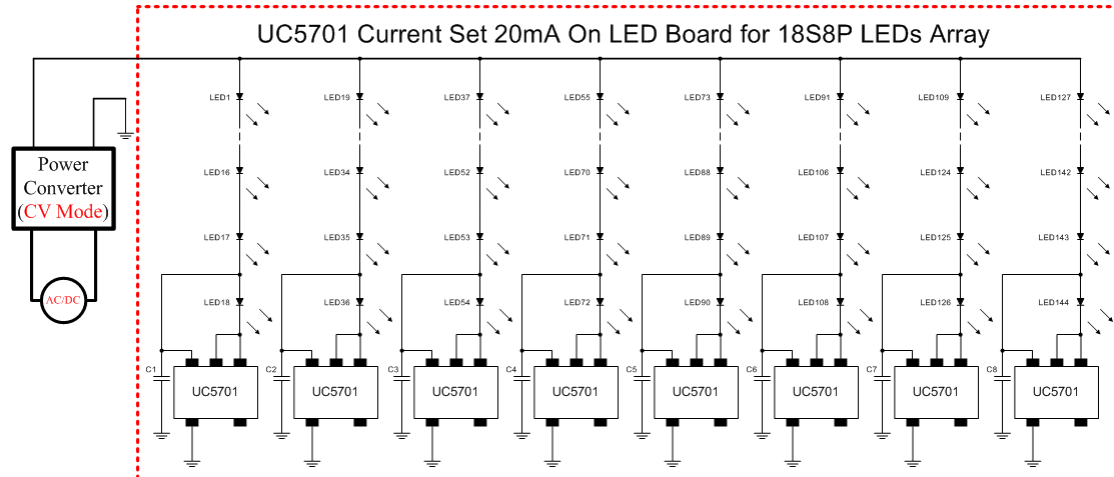 UC5701 Current Set 20mA On LED Board for 18S8P LEDs Array
LED1 LED19 LED37 LED55 LED73 LED91 LED109 LED127
Power
Converter
(CV Mode)
LED16 LED34 LED52 LED70 LED88 LED106 LED124 LED142
LED17 LED35 LED53 LED71 LED89 LED107 LED125 LED143
AC/DC
LED18 LED36 LED54 LED72 LED90 LED108 LED126 LED144
C1 C2 C3 C4 C5 C6 C7 C8
UC5701 UC5701 UC5701 UC5701 UC5701 UC5701 UC5701 UC5701